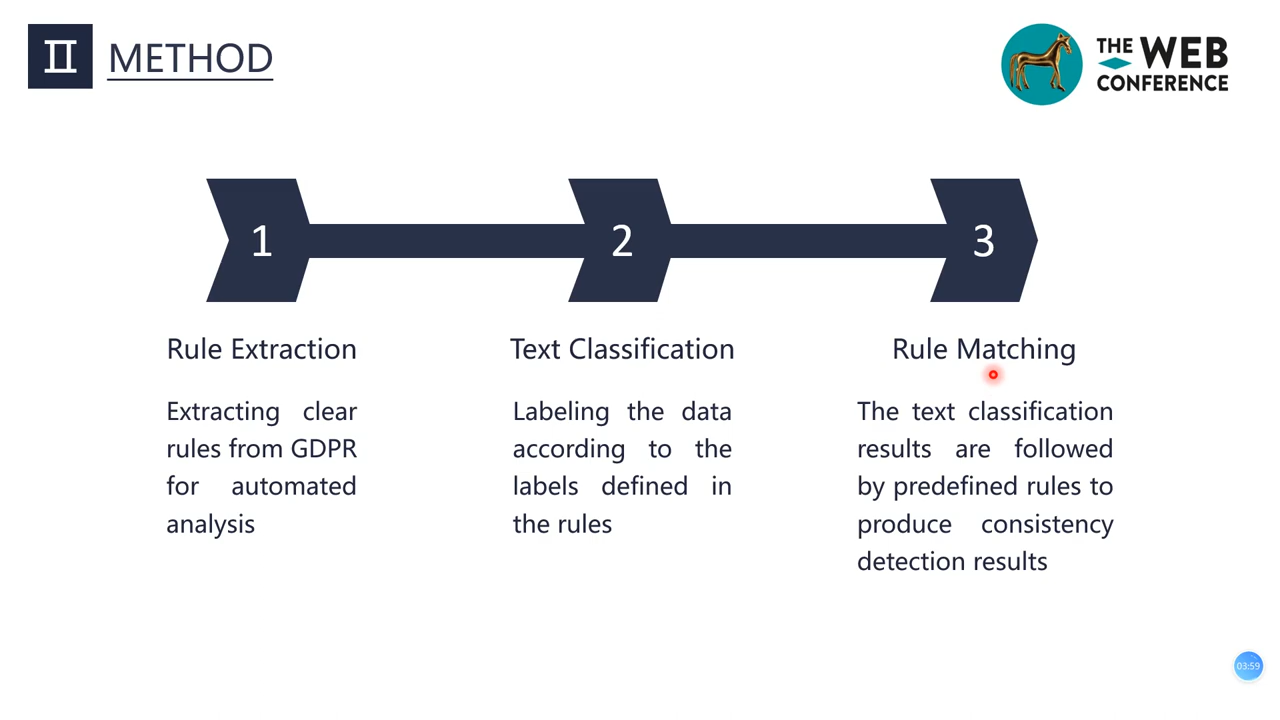 II METHOD
THE WEB
CONFERENCE
1
2
3
Rule Extraction
Extracting clear
rules from GDPR
for automated
analysis
Text Classification
Labeling the data
according to the
labels defined in
the rules
Rule Matching
The text classification
results are followed
by predefined rules to
produce consistency
detection results
03:59